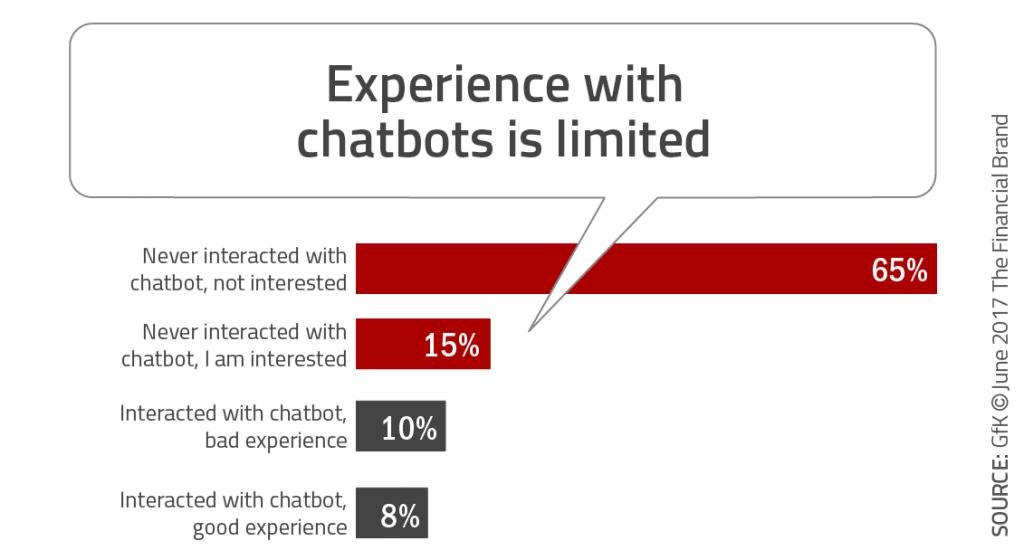 Experience with
chatbots is limited
Never interacted with
chatbot, not interested
65%
Never interacted with
chatbot, I am interested
15%
Interacted with chatbot,
bad experience
10%
Interacted with chatbot,
good experience
8%
SOURCE: GfK © June 2017 The Financial Brand